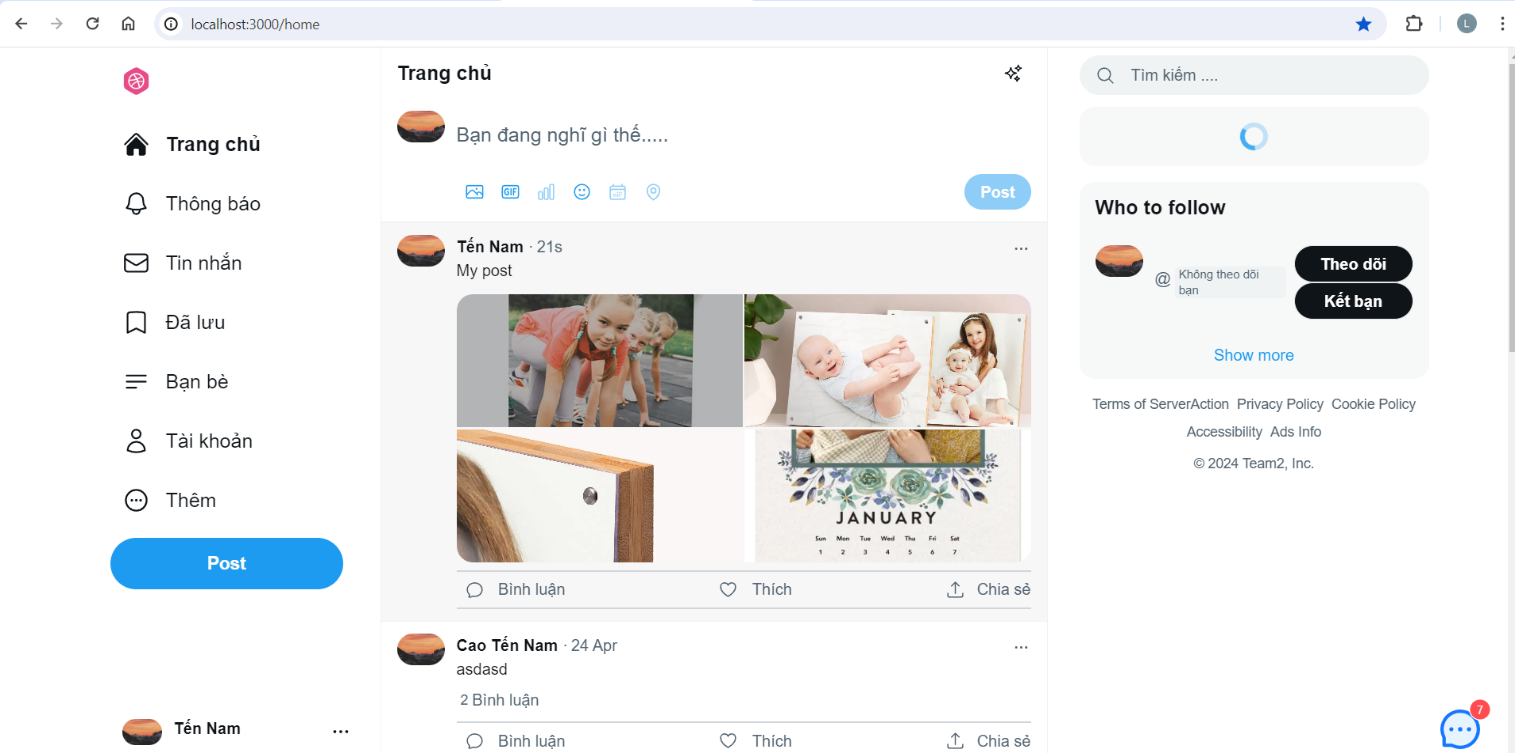 localhost:3000/home
L
Trang chủ
Thông báo
Tin nhắn
Đã lưu
Bạn bè
Tài khoản
Thêm
Post
Tến Nam
Trang chủ
Bạn đang nghĩ gì thế.....
GIF
Post
Tến Nam · 21s
My post
JANUARY
Sun Mon Tue Wed Thu Fri Sat
1 2 3 4 5 6 7
Bình luận Thích Chia sẻ
Cao Tến Nam · 24 Apr
asdasd
2 Bình luận
Bình luận Thích Chia sẻ
Tìm kiếm ....
Who to follow
@ Không theo dõi
bạn
Theo dõi
Kết bạn
Show more
Terms of ServerAction Privacy Policy Cookie Policy
Accessibility Ads Info
© 2024 Team2, Inc.
7